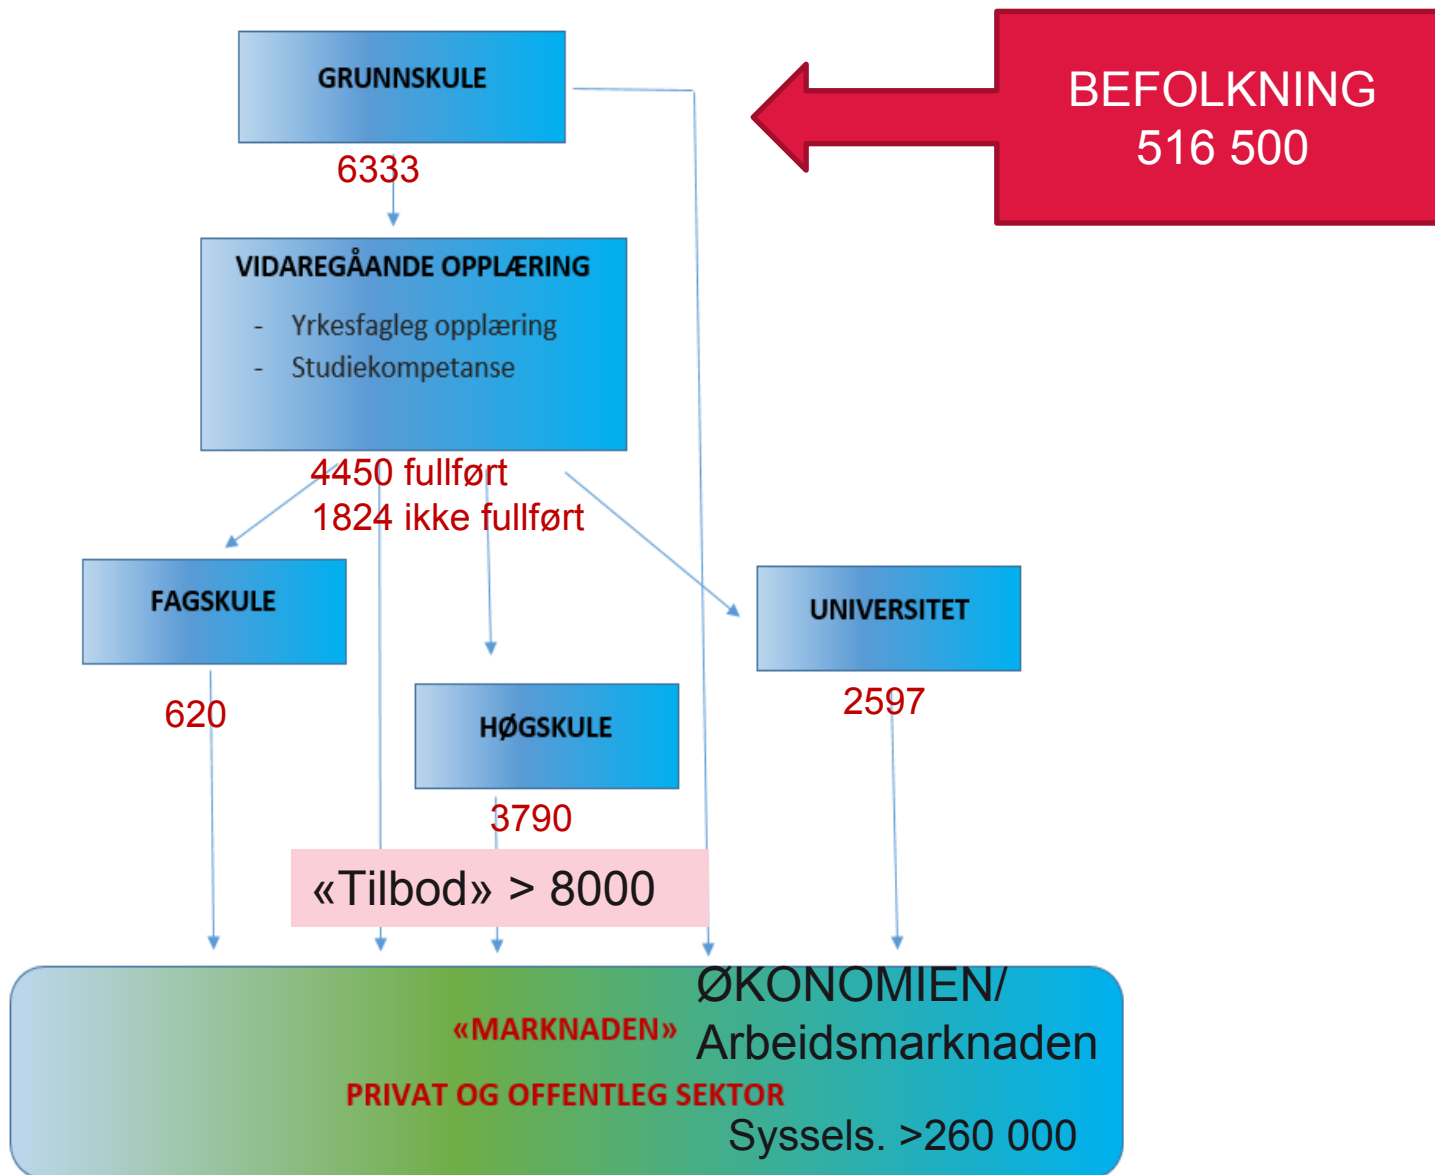 GRUNNSKULE
BEFOLKNING
516 500
6333
VIDAREGÅANDE OPPLÆRING
- Yrkesfagleg opplæring
- Studiekompetanse
4450 fullført
1824 ikke fullført
FAGSKULE
UNIVERSITET
620
HØGSKULE
2597
3790
«Tilbod» > 8000
ØKONOMIEN/
«MARKNADEN»
Arbeidsmarknaden
PRIVAT OG OFFENTLEG SEKTOR
Syssels. >260 000